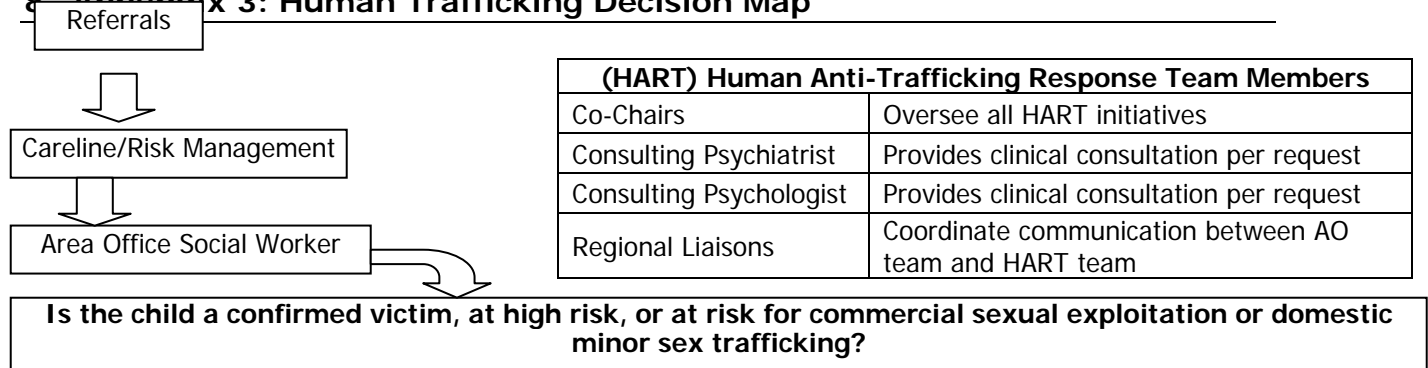 x 3: Human Trafficking Decision Map
Referrals
Careline/Risk Management
Area Office Social Worker
(HART) Human Anti-Trafficking Response Team Members
Co-Chairs Oversee all HART initiatives
Consulting Psychiatrist Provides clinical consultation per request
Consulting Psychologist Provides clinical consultation per request
Regional Liaisons Coordinate communication between AO
team and HART team
Is the child a confirmed victim, at high risk, or at risk for commercial sexual exploitation or domestic
minor sex trafficking?